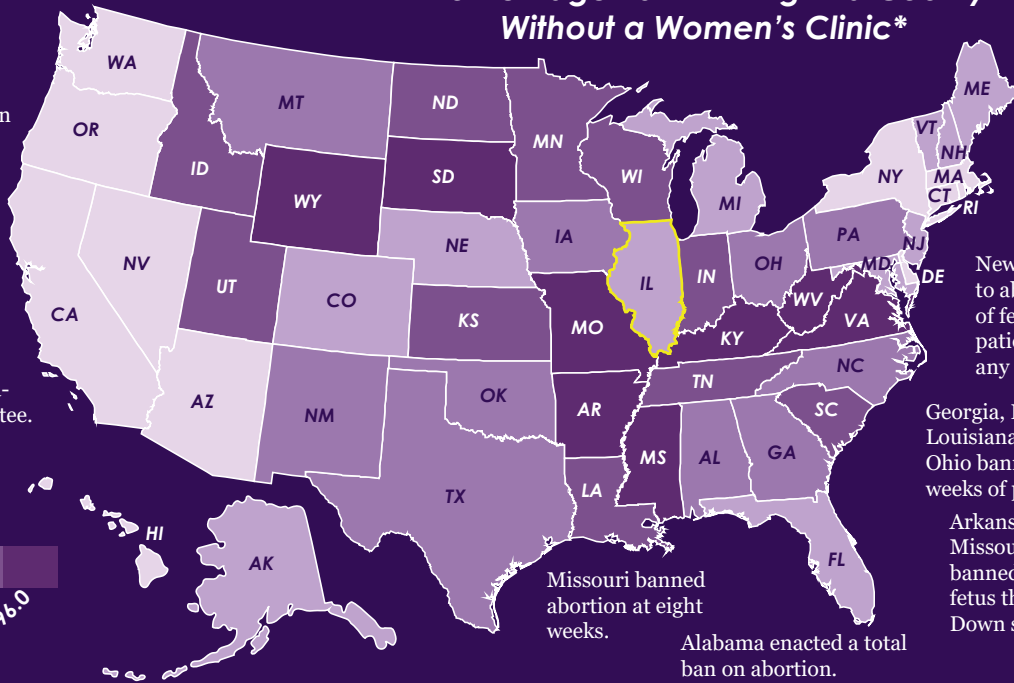 Without a Women's Clinic*
WA
OR
ID
MT
ND
MN
WI
MI
ME
VT
NH
NY
MA
CT
RI
WY
SD
NE
IA
IL
IN
OH
PA
NJ
MD
DE
NV
UT
CO
KS
MO
KY
WV
VA
CA
AZ
NM
OK
AR
TN
NC
SC
TX
LA
MS
AL
GA
FL
HI
AK
96.0
n
-
tee.
Missouri banned
abortion at eight
weeks.
Alabama enacted a total
ban on abortion.
New
to ab
of fe
patic
any
Georgia,
Louisiana
Ohio bann
weeks of p
Arkans
Missou
banned
fetus th
Down s